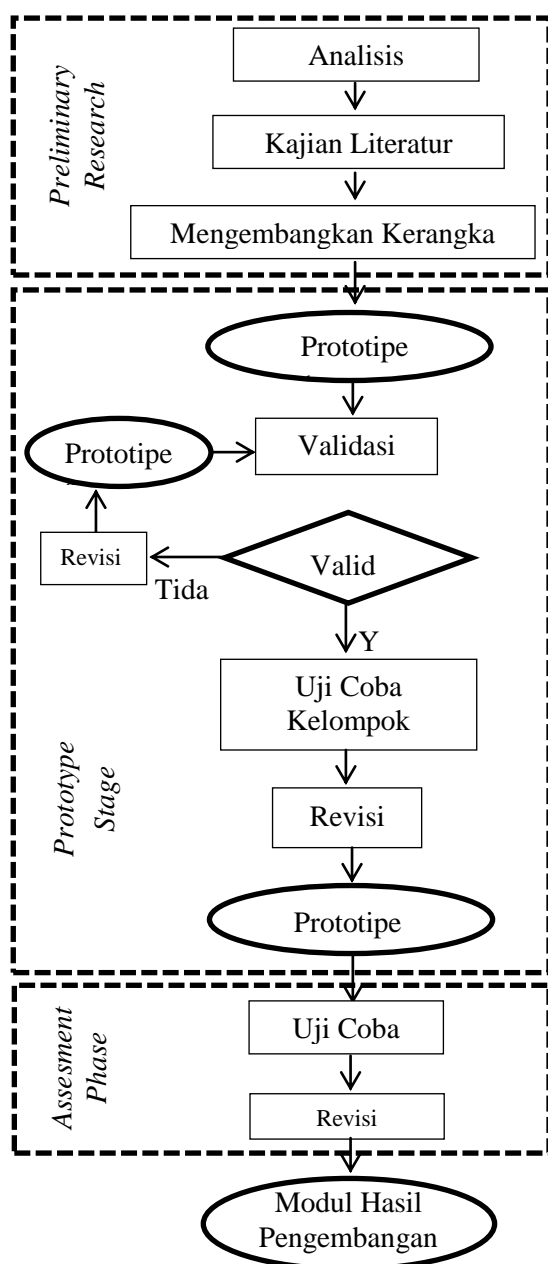 Preliminary
Research
Analisis
Kajian Literatur
Mengembangkan Kerangka
Prototipe
Prototipe
Validasi
Revisi
Tida
Valid
Y
Uji Coba
Kelompok
Prototype
Stage
Revisi
Prototipe
Assesment
Phase
Uji Coba
Revisi
Modul Hasil
Pengembangan